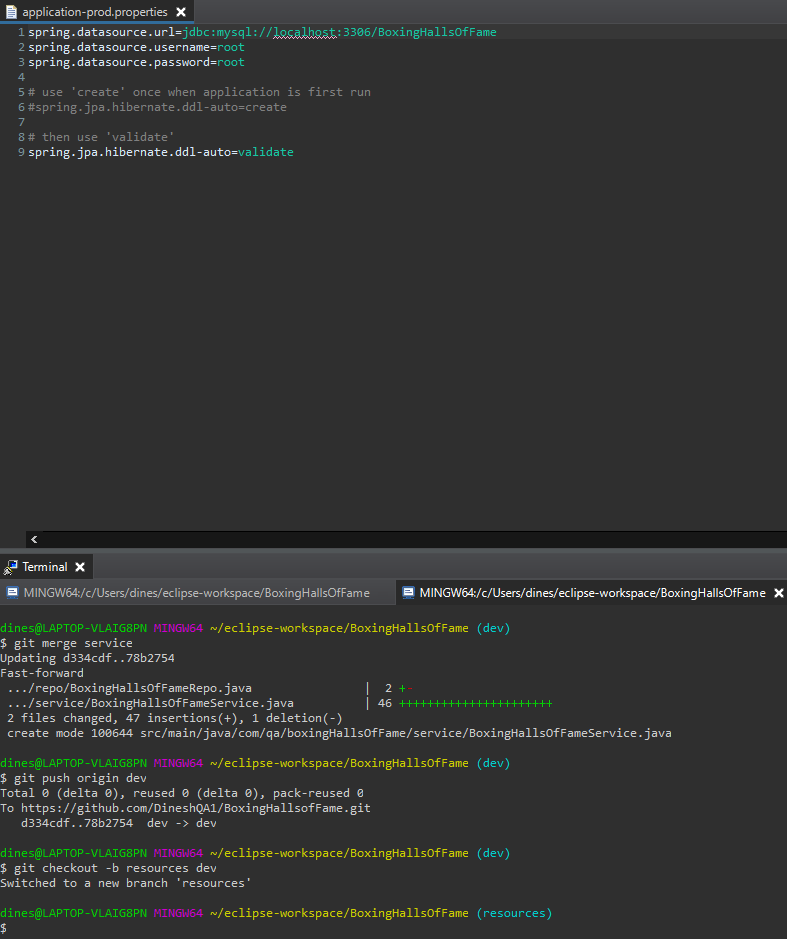 application-prod.properties
1 spring.datasource.url=jdbc:mysql://localhost:3306/BoxingHallsOfFame
2 spring.datasource.username=root
3 spring.datasource.password=root
4
5 # use 'create' once when application is first run
6 #spring.jpa.hibernate.ddl-auto=create
7
8 # then use 'validate'
9 spring.jpa.hibernate.ddl-auto=validate
Terminal
MINGW64:/c/Users/dines/eclipse-workspace/BoxingHallsOfFame MINGW64:/c/Users/dines/eclipse-workspace/BoxingHallsOfFame
dines@LAPTOP-VLAIG8PN MINGW64 ~/eclipse-workspace/BoxingHallsOfFame (dev)
$ git merge service
Updating d334cdf..78b2754
Fast-forward
.../repo/BoxingHallsOfFameRepo.java | 2 +-
.../service/BoxingHallsOfFameService.java | 46 ++++++++++++++++++++++
2 files changed, 47 insertions(+), 1 deletion(-)
create mode 100644 src/main/java/com/qa/boxingHallsOfFame/service/BoxingHallsOfFameService.java
dines@LAPTOP-VLAIG8PN MINGW64 ~/eclipse-workspace/BoxingHallsOfFame (dev)
$ git push origin dev
Total 0 (delta 0), reused 0 (delta 0), pack-reused 0
To https://github.com/DineshQA1/BoxingHallsofFame.git
d334cdf..78b2754 dev -> dev
dines@LAPTOP-VLAIG8PN MINGW64 ~/eclipse-workspace/BoxingHallsOfFame (dev)
$ git checkout -b resources dev
Switched to a new branch 'resources'
dines@LAPTOP-VLAIG8PN MINGW64 ~/eclipse-workspace/BoxingHallsOfFame (resources)
$